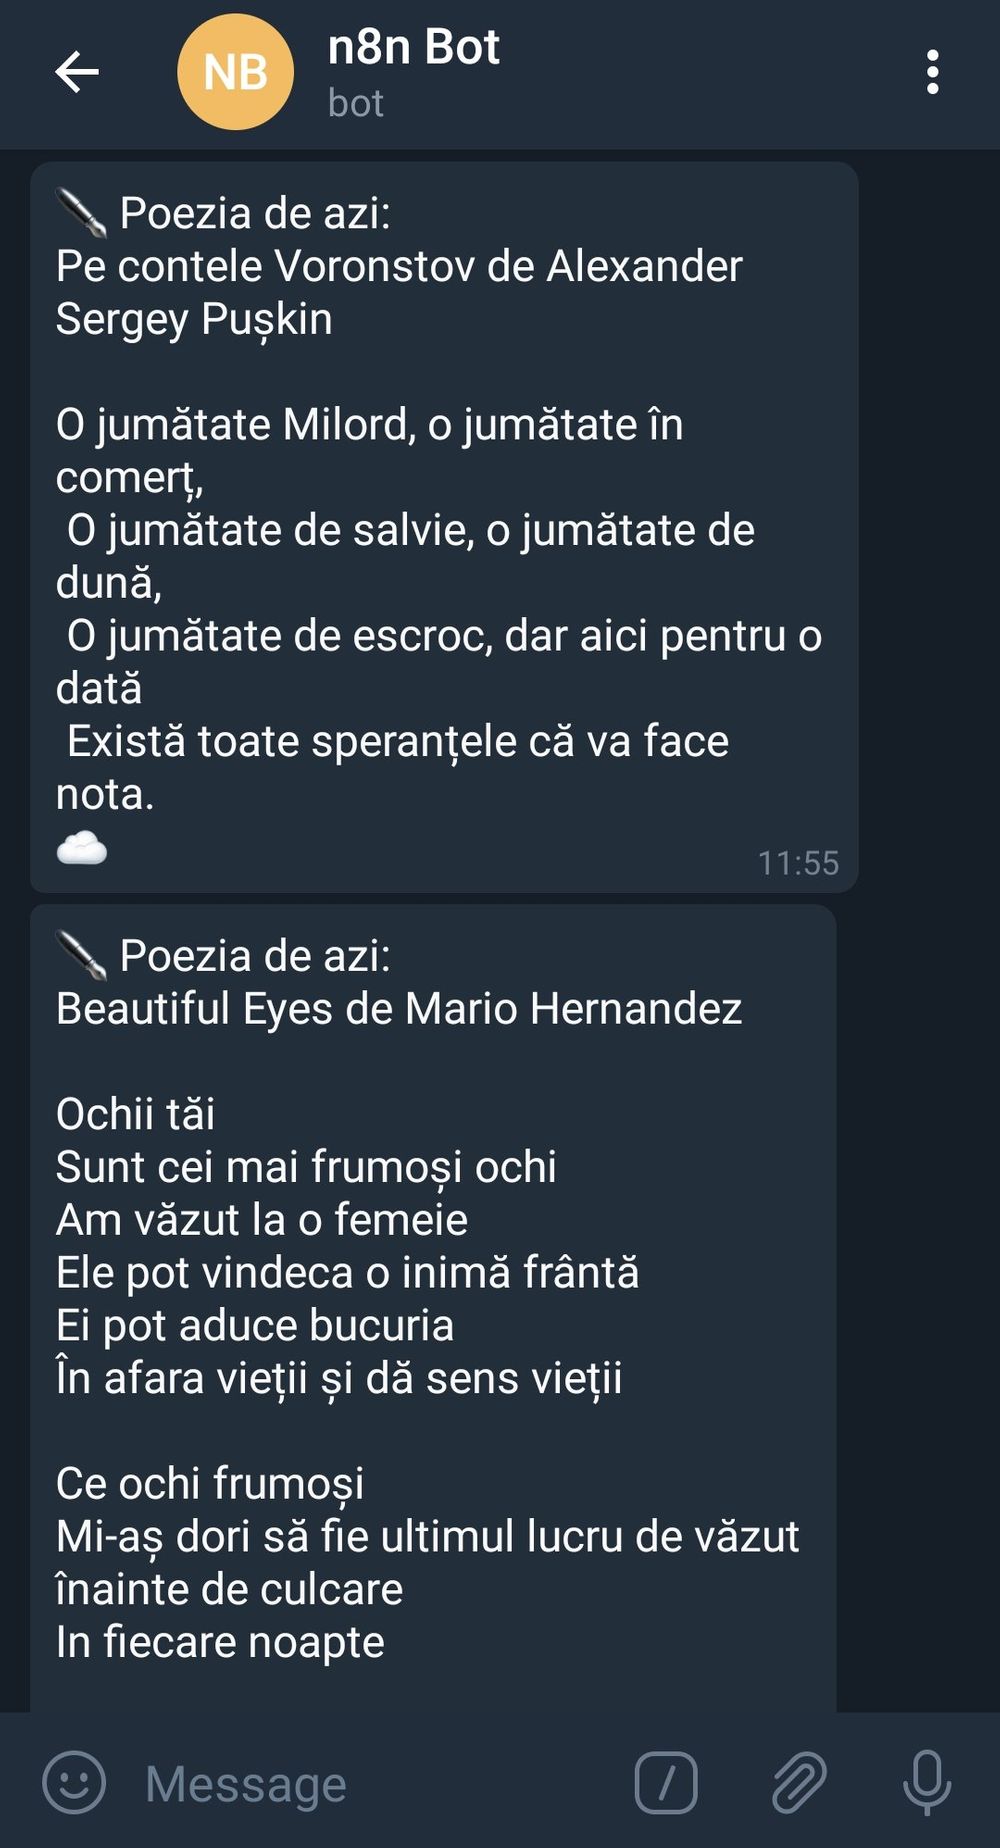 n8n Bot
NB
bot
Poezia de azi:
Pe contele Voronstov de Alexander
Sergey Pușkin
O jumătate Milord, o jumătate în
comerț,
O jumătate de salvie, o jumătate de
dună,
O jumătate de escroc, dar aici pentru o
dată
Există toate speranțele că va face
nota.
11:55
Poezia de azi:
Beautiful Eyes de Mario Hernandez
Ochii tăi
Sunt cei mai frumoși ochi
Am văzut la o femeie
Ele pot vindeca o inimă frântă
Ei pot aduce bucuria
În afara vieții și dă sens vieții
Ce ochi frumoși
Mi-aș dori să fie ultimul lucru de văzut
înainte de culcare
In fiecare noapte
Message